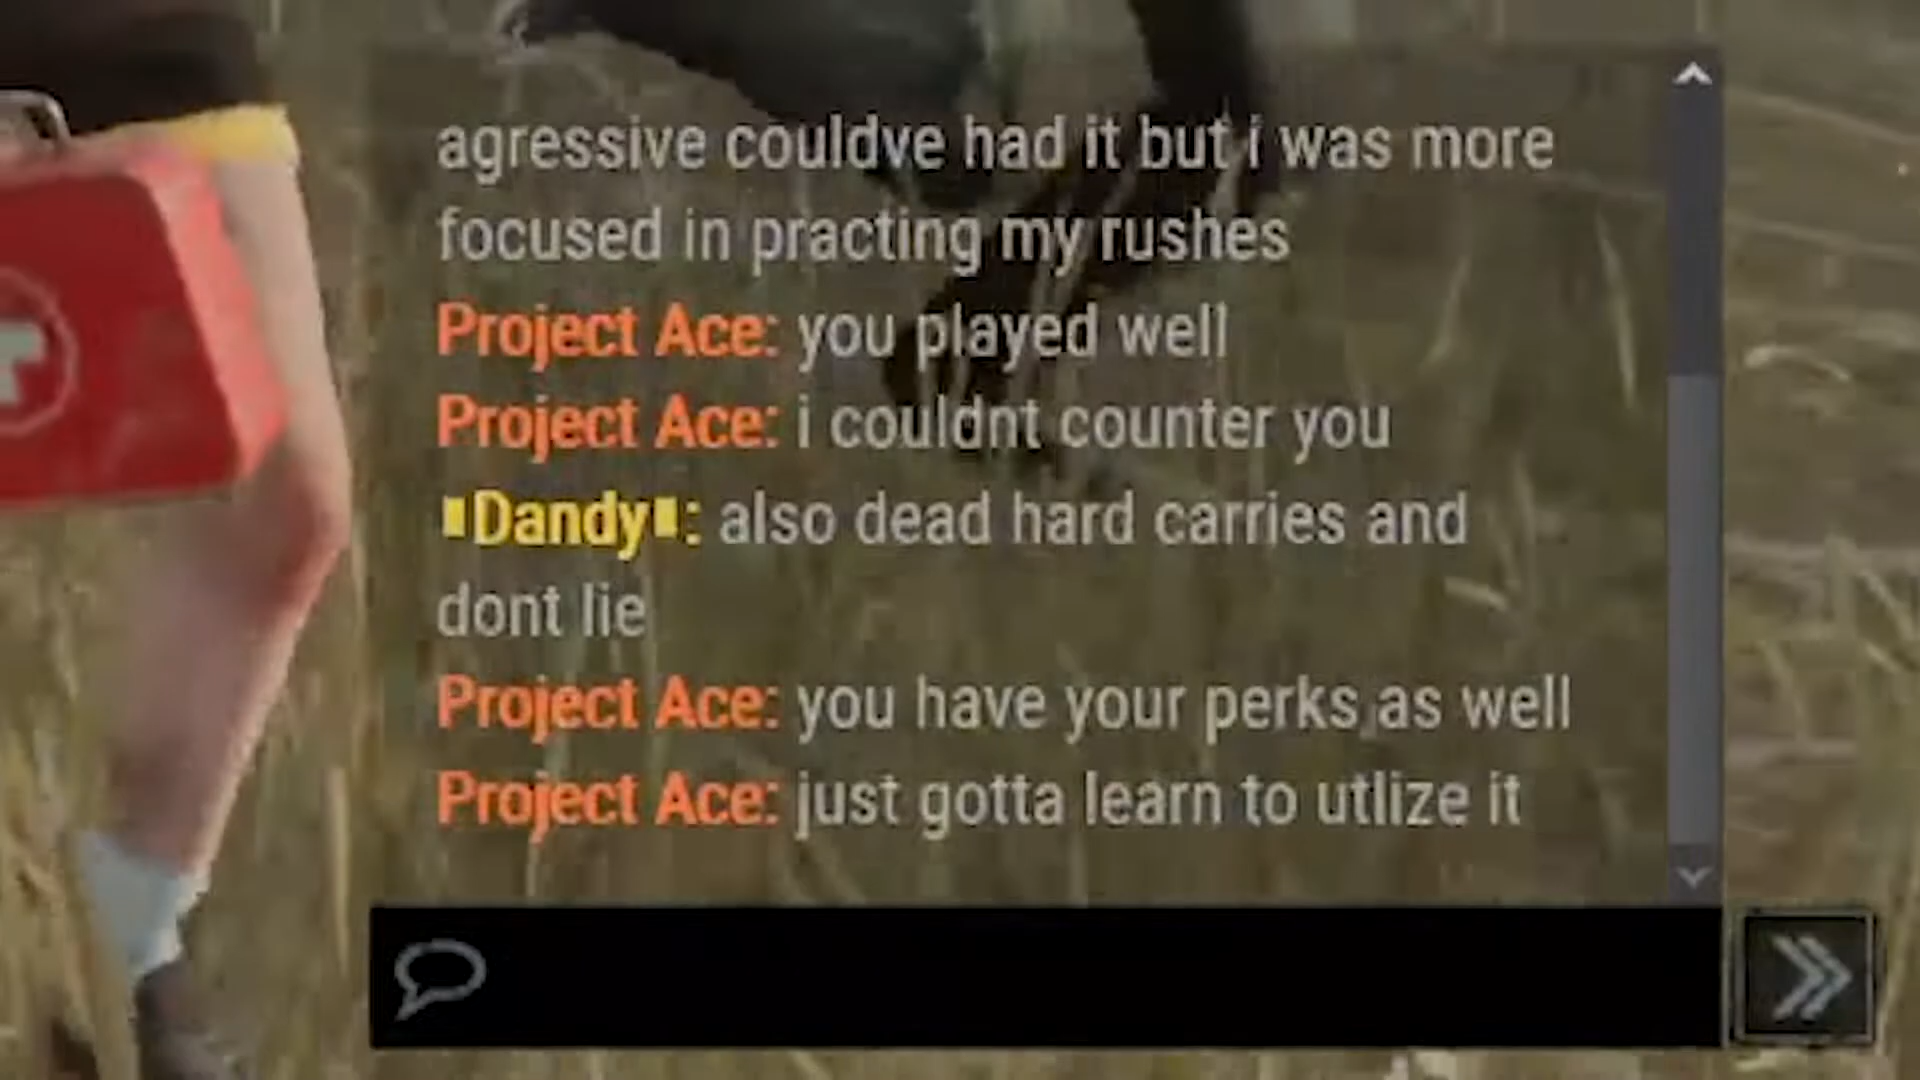 agressive couldve had it but i was more
focused in practing my rushes
Project Ace: you played well
Project Ace: i couldnt counter you
▮Dandy▮: also dead hard carries and
dont lie
Project Ace: you have your perks as well
Project Ace: just gotta learn to utlize it